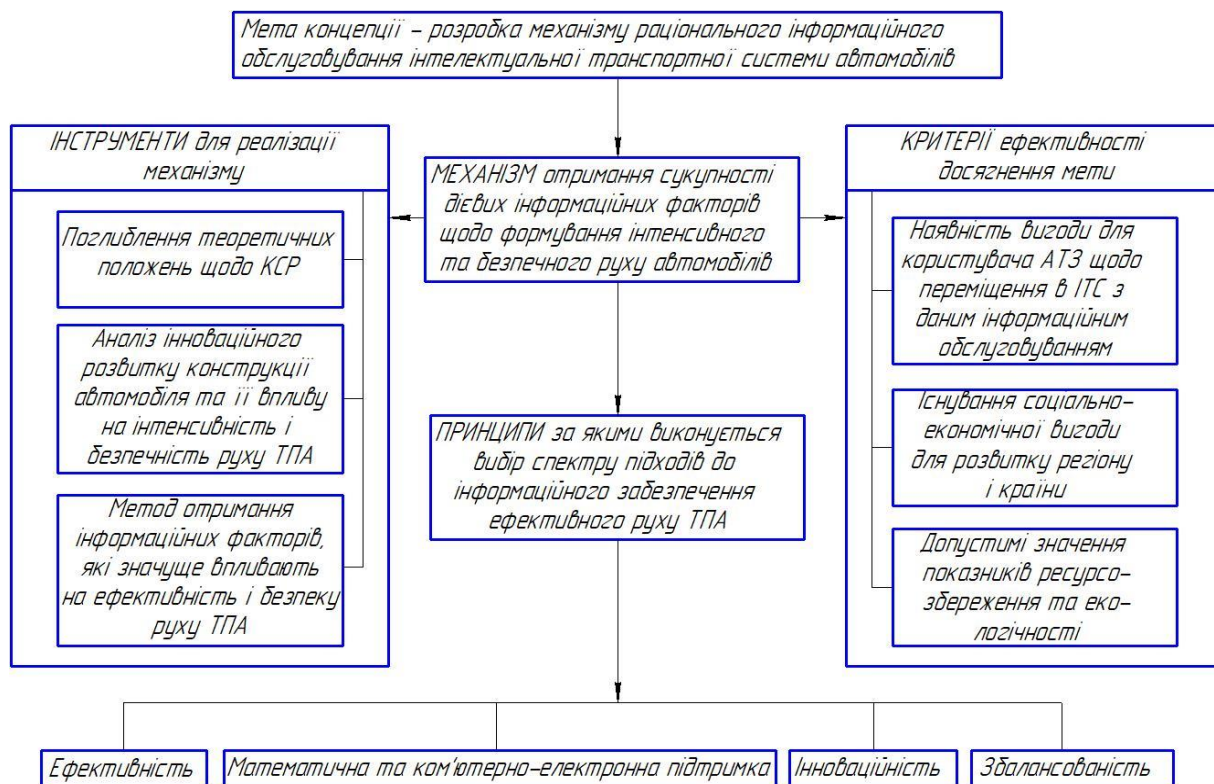 Мета концепції – розробка механізму раціонального інформаційного
обслуговування інтелектуальної транспортної системи автомобілів
ІНСТРУМЕНТИ для реалізації
механізму
Поглиблення теоретичних
положень щодо КСР
Аналіз інноваційного
розвитку конструкції
автомобіля та її впливу
на інтенсивність і
безпечність руху ТПА
Метод отримання
інформаційних факторів,
які значуще впливають
на ефективність і безпеку
руху ТПА
МЕХАНІЗМ отримання сукупності
дієвих інформаційних факторів
щодо формування інтенсивного
та безпечного руху автомобілів
ПРИНЦИПИ за якими виконується
вибір спектру підходів до
інформаційного забезпечення
ефективного руху ТПА
КРИТЕРІЇ ефективності
досягнення мети
Наявність вигоди для
користувача АТЗ щодо
переміщення в ІТС з
даним інформаційним
обслуговуванням
Існування соціально-
економічної вигоди
для розвитку регіону
і країни
Допустимі значення
показників ресурсо-
збереження та еко-
логічності
Ефективність
Математична та ком'ютерно-електронна підтримка
Інноваційність
Збалансованість